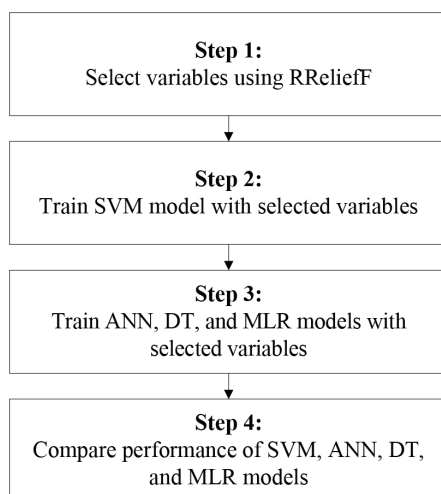 Step 1:
Select variables using RReliefF
Step 2:
Train SVM model with selected variables
Step 3:
Train ANN, DT, and MLR models with
selected variables
Step 4:
Compare performance of SVM, ANN, DT,
and MLR models